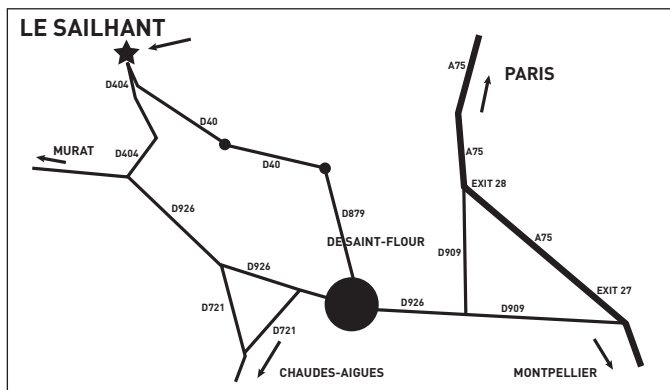 LE SAILHANT
A75
PARIS
D404
D40
A75
MURAT
D404
D40
EXIT 28
D926
D879
DE SAINT-FLOUR
A75
D926
D909
EXIT 27
D721
D926
D909
D721
CHAUDES-AIGUES
MONTPELLIER